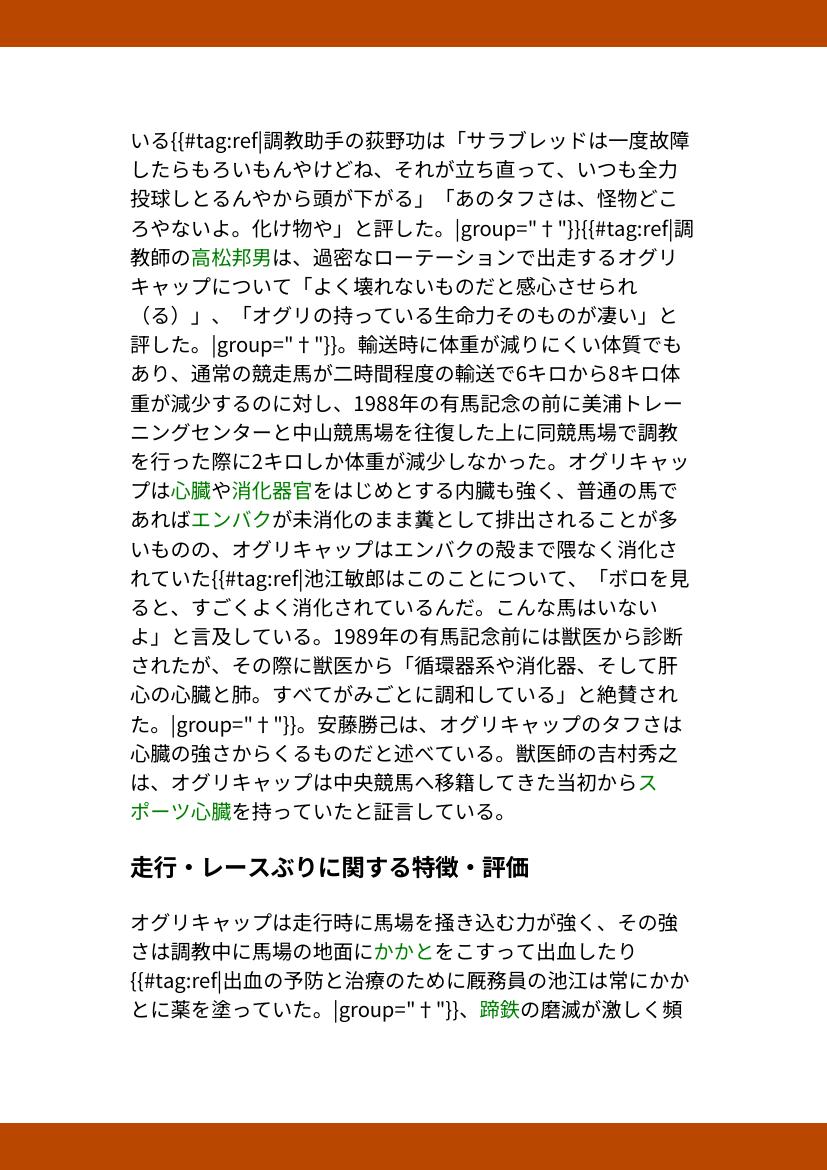 いる{{#tag:ref|調教助手の荻野功は「サラブレッドは一度故障
したらもろいもんやけどね、それが立ち直って、いつも全力
投球しとるんやから頭が下がる」「あのタフさは、怪物どこ
ろやないよ。化け物や」と評した。|group="†"}}{{#tag:ref|調
教師の高松邦男は、過密なローテーションで出走するオグリ
キャップについて「よく壊れないものだと感心させられ
（る）」、「オグリの持っている生命力そのものが凄い」と
評した。|group="†"}}。輸送時に体重が減りにくい体質でも
あり、通常の競走馬が二時間程度の輸送で6キロから8キロ体
重が減少するのに対し、1988年の有馬記念の前に美浦トレー
ニングセンターと中山競馬場を往復した上に同競馬場で調教
を行った際に2キロしか体重が減少しなかった。オグリキャッ
プは心臓や消化器官をはじめとする内臓も強く、普通の馬で
あればエンバクが未消化のまま糞として排出されることが多
いものの、オグリキャップはエンバクの殻まで隈なく消化さ
れていた{{#tag:ref|池江敏郎はこのことについて、「ボロを見
ると、すごくよく消化されているんだ。こんな馬はいない
よ」と言及している。1989年の有馬記念前には獣医から診断
されたが、その際に獣医から「循環器系や消化器、そして肝
心の心臓と肺。すべてがみごとに調和している」と絶賛され
た。|group="†"}}。安藤勝己は、オグリキャップのタフさは
心臓の強さからくるものだと述べている。獣医師の吉村秀之
は、オグリキャップは中央競馬へ移籍してきた当初からス
ポーツ心臓を持っていたと証言している。
走行・レースぶりに関する特徴・評価
オグリキャップは走行時に馬場を掻き込む力が強く、その強
さは調教中に馬場の地面にかかとをこすって出血したり
{{#tag:ref|出血の予防と治療のために厩務員の池江は常にかか
とに薬を塗っていた。|group="†"}}、蹄鉄の磨滅が激しく頻